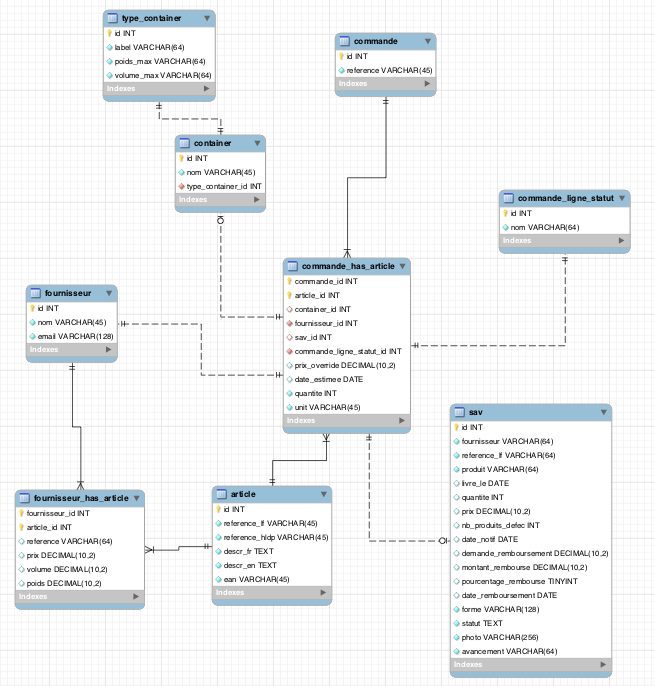 type_container
id INT
label VARCHAR(64)
poids_max VARCHAR(64)
volume_max VARCHAR(64)
Indexes
commande
id INT
reference VARCHAR(45)
Indexes
container
id INT
nom VARCHAR(45)
type_container_id INT
Indexes
commande_ligne_statut
id INT
nom VARCHAR(64)
Indexes
commande_has_article
commande_id INT
article_id INT
container_id INT
fournisseur_id INT
sav_id INT
commande_ligne_statut_id INT
prix_override DECIMAL(10,2)
date_estimee DATE
quantite INT
unit VARCHAR(45)
Indexes
fournisseur
id INT
nom VARCHAR(45)
email VARCHAR(128)
Indexes
sav
id INT
fournisseur VARCHAR(64)
reference_lf VARCHAR(64)
produit VARCHAR(64)
livre_le DATE
quantite INT
prix DECIMAL(10,2)
nb_produits_defec INT
date_notif DATE
demande_remboursement DECIMAL(10,2)
montant_rembourse DECIMAL(10,2)
pourcentage_rembourse TINYINT
date_remboursement DATE
forme VARCHAR(128)
statut TEXT
photo VARCHAR(256)
avancement VARCHAR(64)
Indexes
fournisseur_has_article
fournisseur_id INT
article_id INT
reference VARCHAR(64)
prix DECIMAL(10,2)
volume DECIMAL(10,2)
poids DECIMAL(10,2)
Indexes
article
id INT
reference_lf VARCHAR(45)
reference_hldp VARCHAR(45)
descr_fr TEXT
descr_en TEXT
ean VARCHAR(45)
Indexes